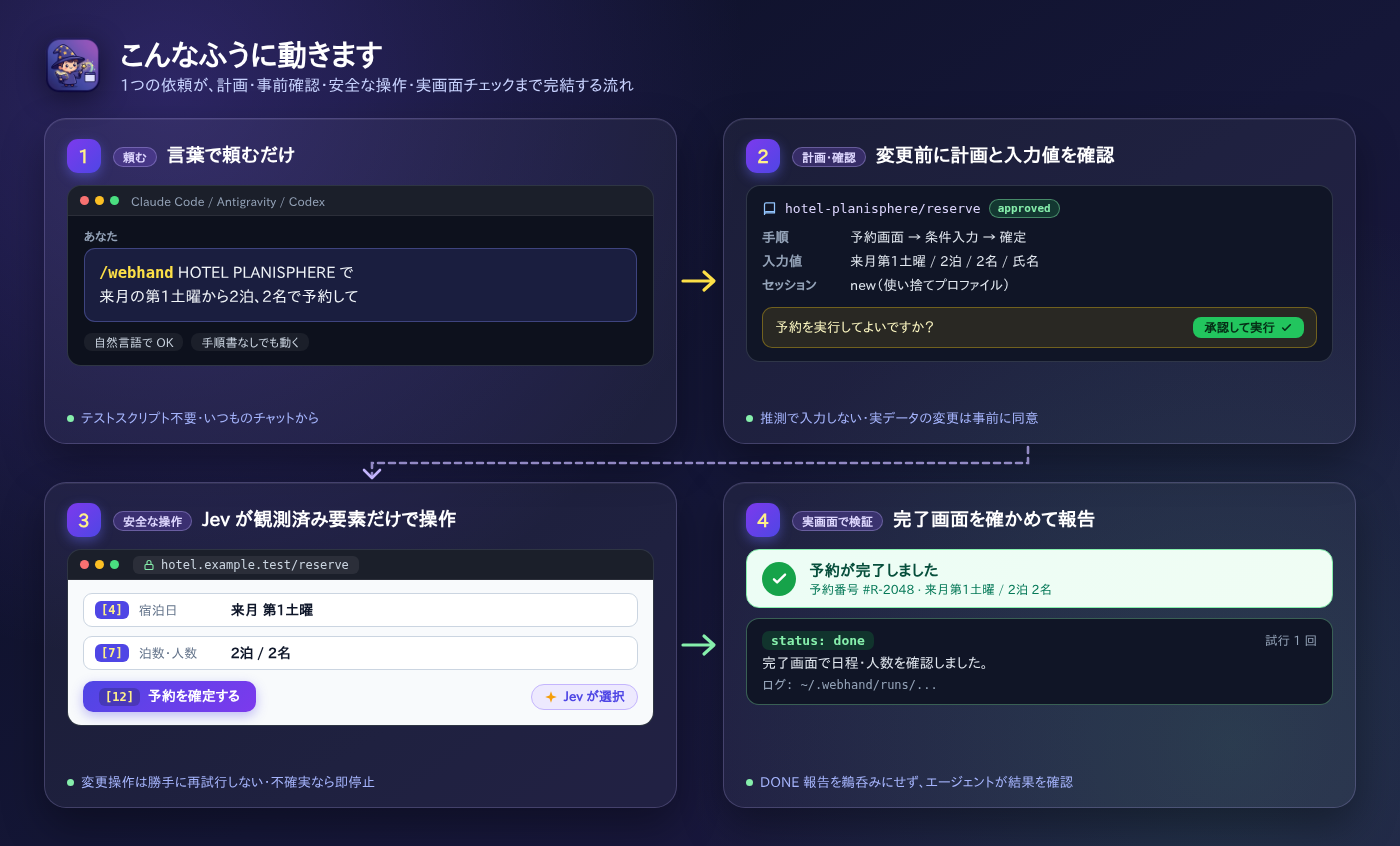 こんなふうに動きます
1つの依頼が、計画・事前確認・安全な操作・実画面チェックまで完結する流れ
1 頼む 言葉で頼むだけ
Claude Code / Antigravity / Codex
あなた
/webhand HOTEL PLANISPHERE で
来月の第1土曜から2泊、2名で予約して
自然言語で OK 手順書なしでも動く
テストスクリプト不要・いつものチャットから
2 計画・確認 変更前に計画と入力値を確認
hotel-planisphere/reserve approved
手順 予約画面 → 条件入力 → 確定
入力値 来月第1土曜 / 2泊 / 2名 / 氏名
セッション new（使い捨てプロファイル）
予約を実行してよいですか？ 承認して実行 ✓
推測で入力しない・実データの変更は事前に同意
3 安全な操作 Jev が観測済み要素だけで操作
hotel.example.test/reserve
[4] 宿泊日 来月 第1土曜
[7] 泊数・人数 2泊 / 2名
[12] 予約を確定する Jev が選択
変更操作は勝手に再試行しない・不確実なら即停止
4 実画面で検証 完了画面を確かめて報告
予約が完了しました
予約番号 #R-2048 · 来月第1土曜 / 2泊 2名
status: done 試行 1 回
完了画面で日程・人数を確認しました。
ログ: ~/.webhand/runs/...
DONE 報告を鵜呑みにせず、エージェントが結果を確認